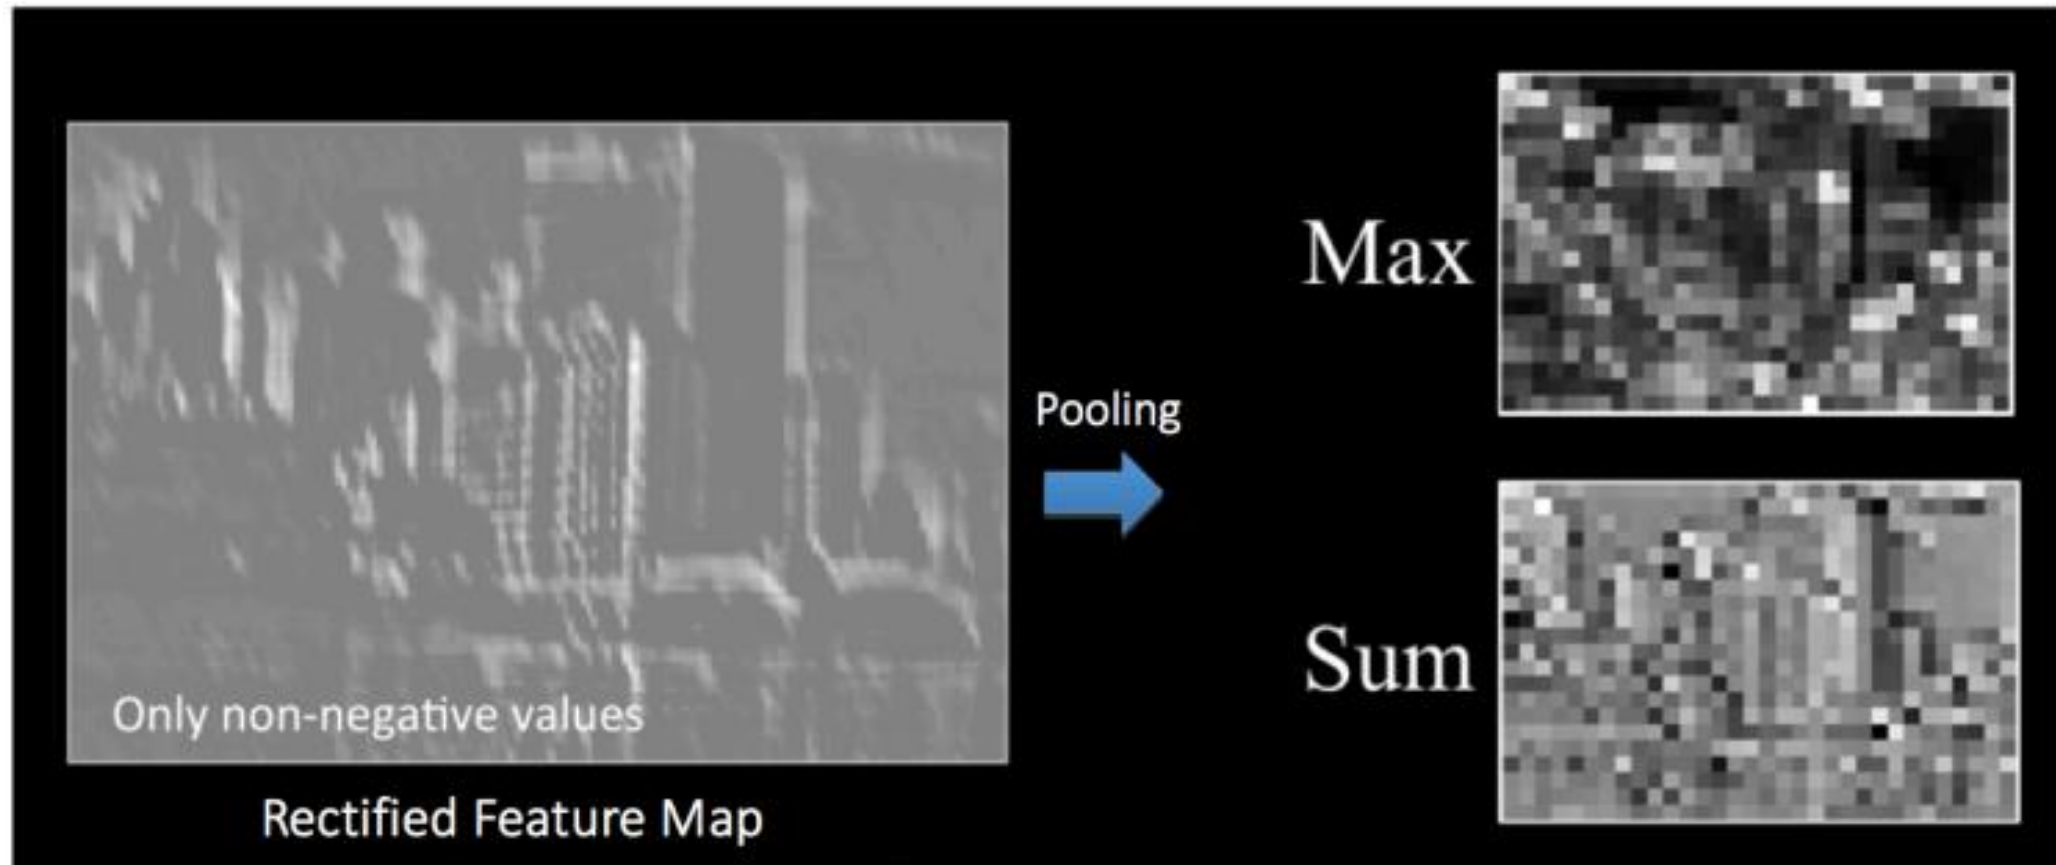 Only non-negative values
Rectified Feature Map
Pooling
Max
Sum